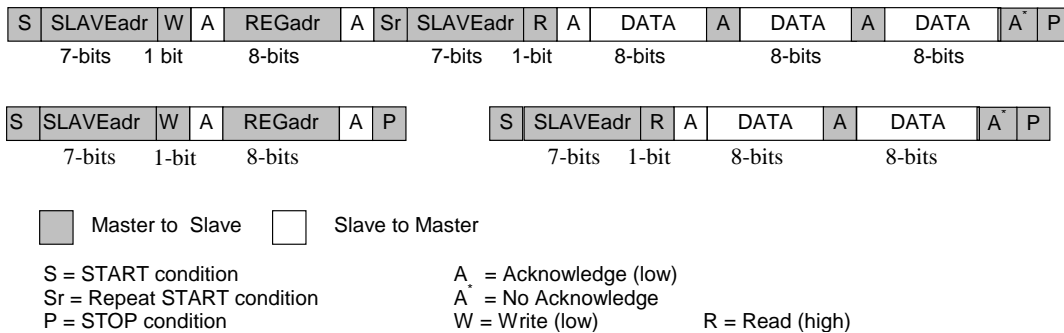 S SLAVEadr W A REGadr A Sr SLAVEadr R A DATA A DATA A DATA A* P
7-bits 1 bit 8-bits 7-bits 1-bit 8-bits 8-bits 8-bits
S SLAVEadr W A REGadr A P S SLAVEadr R A DATA A DATA A* P
7-bits 1-bit 8-bits 7-bits 1-bit 8-bits 8-bits
Master to Slave Slave to Master
S = START condition A = Acknowledge (low)
Sr = Repeat START condition A* = No Acknowledge
P = STOP condition W = Write (low) R = Read (high)